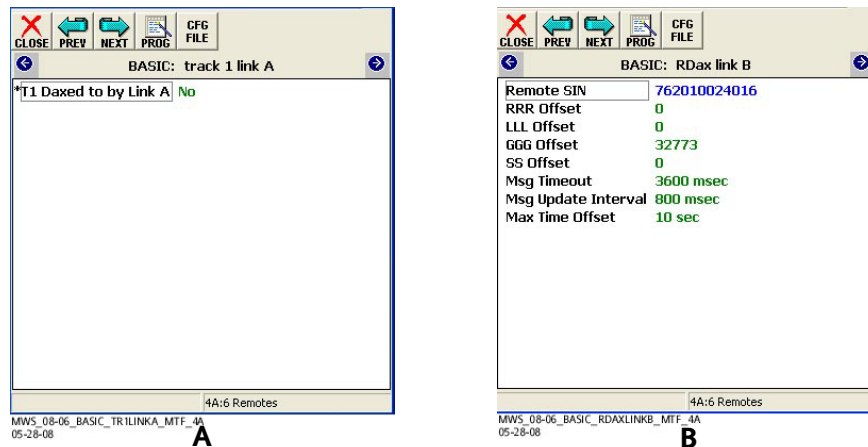 CLOSE PREV NEXT PROG CFG FILE
BASIC: track 1 link A
*T1 Daxed to by Link A No
4A:6 Remotes
MWS_08-06_BASIC_TR1LINKA_MTF_4A
05-28-08
A
CLOSE PREV NEXT PROG CFG FILE
BASIC: RDax link B
Remote SIN 762010024016
RRR Offset 0
LLL Offset 0
GGG Offset 32773
SS Offset 0
Msg Timeout 3600 msec
Msg Update Interval 800 msec
Max Time Offset 10 sec
4A:6 Remotes
MWS_08-06_BASIC_RDAXLINKB_MTF_4A
05-28-08
B